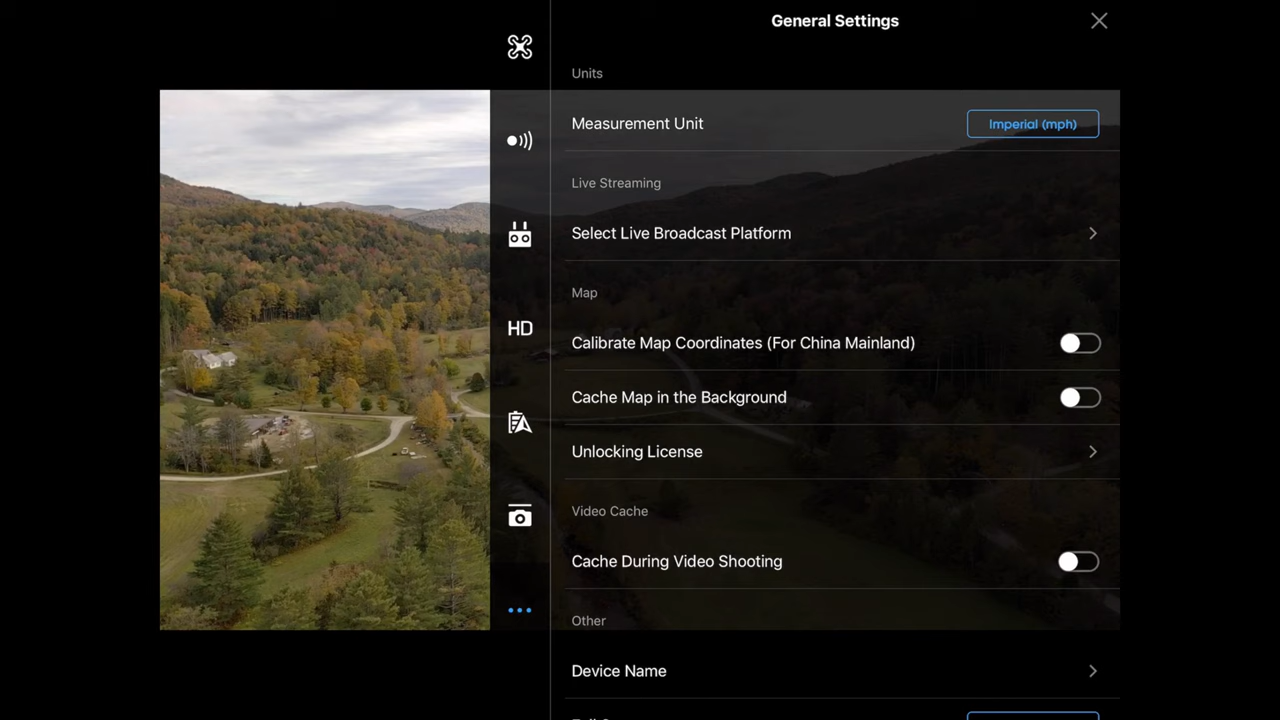 General Settings
Units
Measurement Unit
Imperial (mph)
Live Streaming
Select Live Broadcast Platform
Map
HD
Calibrate Map Coordinates (For China Mainland)
Cache Map in the Background
Unlocking License
Video Cache
Cache During Video Shooting
Other
Device Name